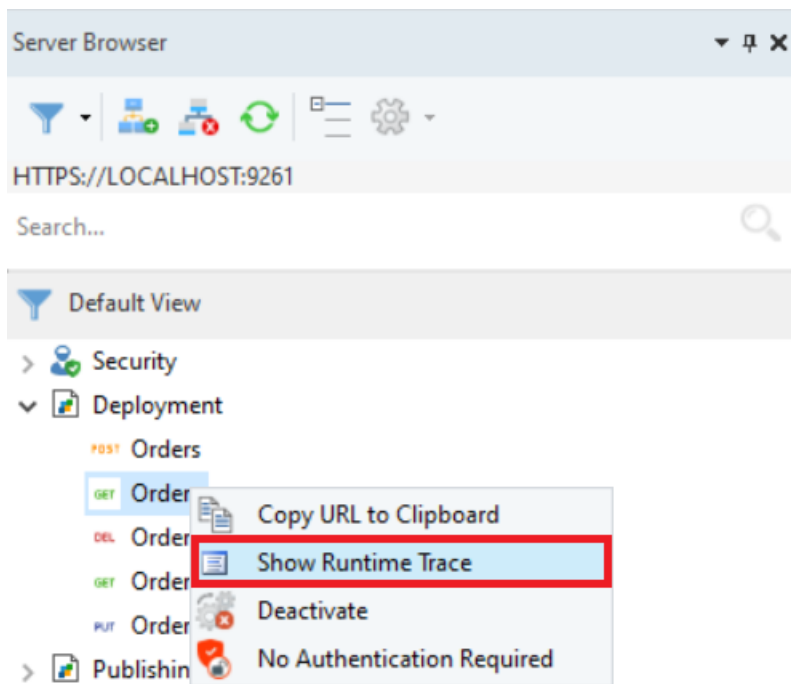 Server Browser
HTTPS://LOCALHOST:9261
Search...
Default View
Security
Deployment
POST Orders
GET Order
Copy URL to Clipboard
DEL Order
Show Runtime Trace
GET Order
Deactivate
PUT Order
No Authentication Required
Publishin